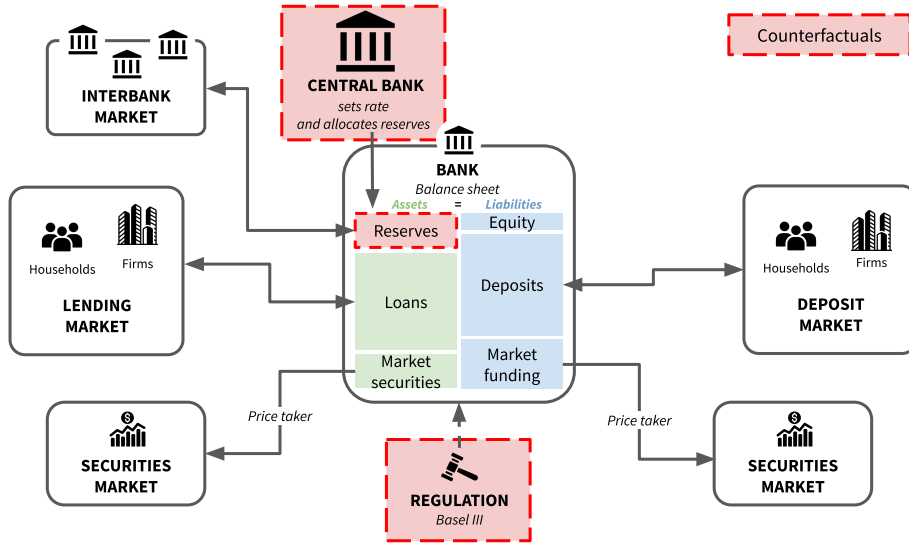 Counterfactuals
INTERBANK
MARKET
CENTRAL BANK
sets rate
and allocates reserves
BANK
Balance sheet
Assets = Liabilities
Reserves
Equity
Loans
Deposits
Market
securities
Market
funding
Households
Firms
LENDING
MARKET
Households
Firms
DEPOSIT
MARKET
Price taker
Price taker
$
SECURITIES
MARKET
REGULATION
Basel III
$
SECURITIES
MARKET